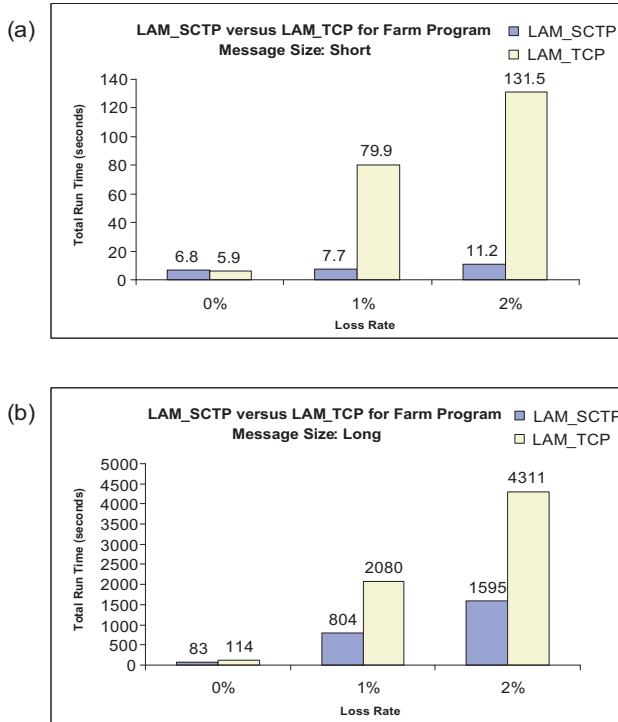 (a)
LAM_SCTP versus LAM_TCP for Farm Program
Message Size: Short
LAM_SCTP
LAM_TCP
Total Run Time (seconds)
140
120
100
80
60
40
20
0
6.8
5.9
7.7
79.9
11.2
131.5
0%
1%
2%
Loss Rate
(b)
LAM_SCTP versus LAM_TCP for Farm Program
Message Size: Long
LAM_SCTP
LAM_TCP
Total Run Time (seconds)
5000
4500
4000
3500
3000
2500
2000
1500
1000
500
0
83
114
804
2080
1595
4311
0%
1%
2%
Loss Rate